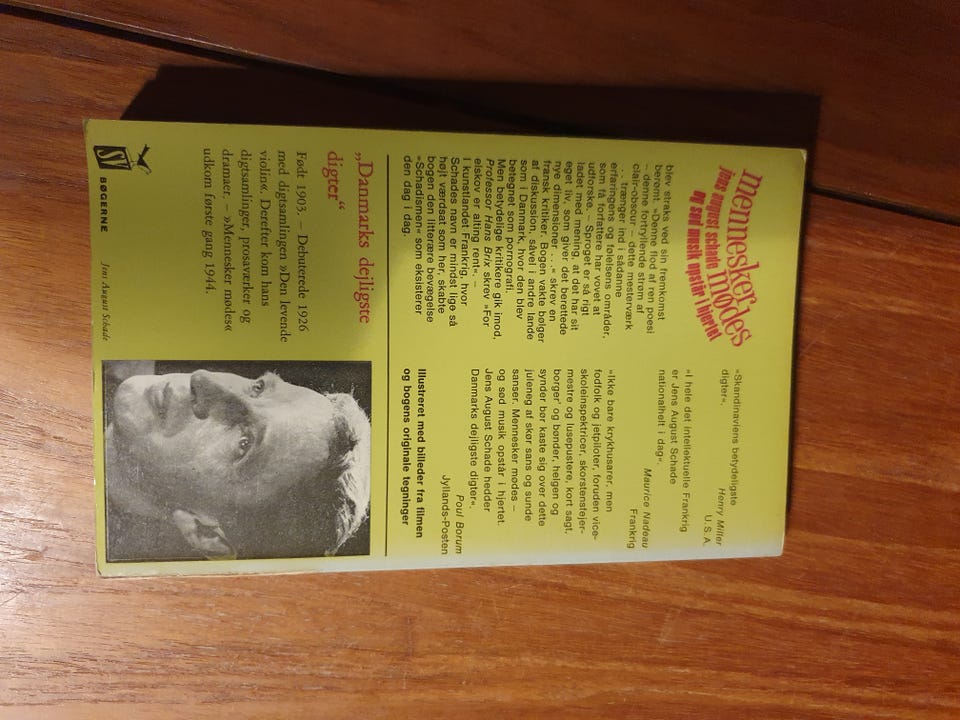 mennesker mødes
jens august schade
og sød musik opstår i hjertet
blev straks ved sin fremkomst
berømt. »Denne flod af ren poesi
– denne fortryllende strøm af
clair-obscur – dette mesterværk
. . trænger ind i sådanne
erfaringens og følelsens områder,
som få forfattere har vovet at
udforske. – Sproget er så rigt
ladet med mening, at det har sit
eget liv, som giver det berettede
nye dimensioner . . .« skrev en
fransk kritiker. Bogen vakte bølger
af diskussion, såvel i andre lande
som i Danmark, hvor den blev
betegnet som pornografi.
Men betydelige kritikere gik imod.
Professor Hans Brix skrev »For
elskov er alting rent«.
I kunstlandet Frankrig, hvor
Schades navn er mindst lige så
højt værdsat som her, skabte
bogen den litterære bevægelse
»Schadismen« som eksisterer
den dag i dag.
»Skandinaviens betydeligste
digter«.
Henry Miller
U.S.A.
»I hele det intellektuelle Frankrig
er Jens August Schade
nationalhelt i dag«.
Maurice Nadeau
Frankrig
»Ikke bare krykhusarer, men
fodfolk og jetpiloter, foruden vice-
skoleinspektricer, skorstensfejer-
mestre og lusepustere, kort sagt,
borger og bønder, helgen og
synder bør kaste sig over dette
juleneg af skør sans og sunde
sanser. Mennesker mødes –
og sød musik opstår i hjertet.
Jens August Schade hedder
Danmarks dejligste digter«.
Poul Borum
Jyllands-Posten
Illustreret med billeder fra filmen
og bogens originale tegninger
„Danmarks dejligste
digter“
Født 1903. – Debuterede 1926
med digtsamlingen »Den levende
violin«. Derefter kom hans
digtsamlinger, prosaværker og
dramaer – »Mennesker mødes«
udkom første gang 1944.
SV BØGERNE
Jens August Schade